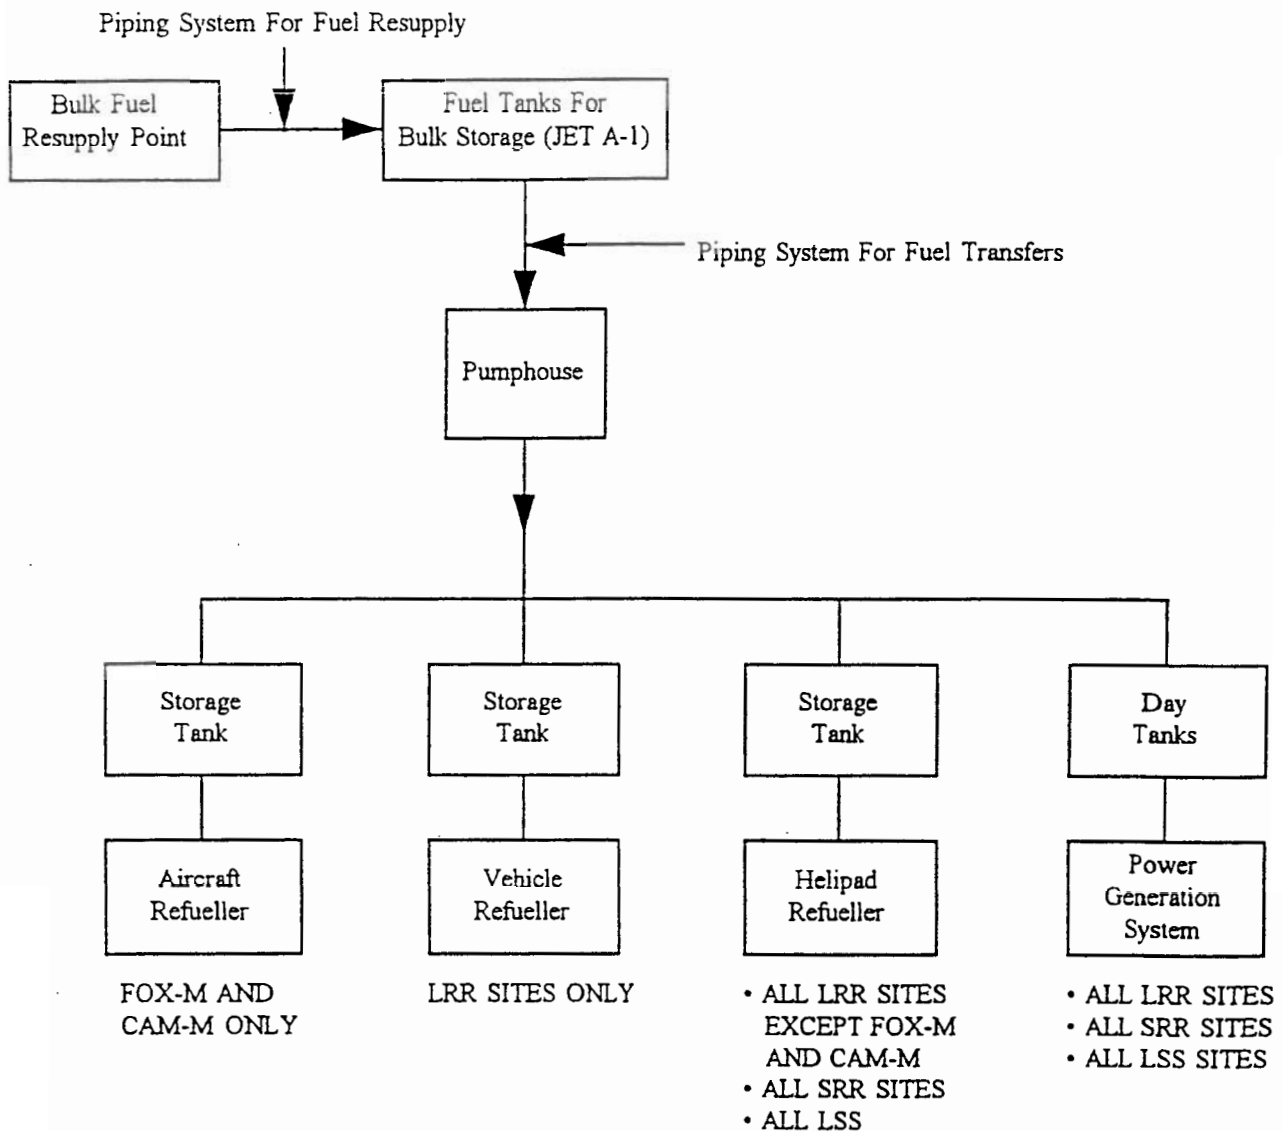 Piping System For Fuel Resupply
Bulk Fuel
Resupply Point
Fuel Tanks For
Bulk Storage (JET A-1)
Piping System For Fuel Transfers
Pumphouse
Storage
Tank
Storage
Tank
Storage
Tank
Day
Tanks
Aircraft
Refueller
Vehicle
Refueller
Helipad
Refueller
Power
Generation
System
FOX-M AND
CAM-M ONLY
LRR SITES ONLY
• ALL LRR SITES
EXCEPT FOX-M
AND CAM-M
• ALL SRR SITES
• ALL LSS
• ALL LRR SITES
• ALL SRR SITES
• ALL LSS SITES